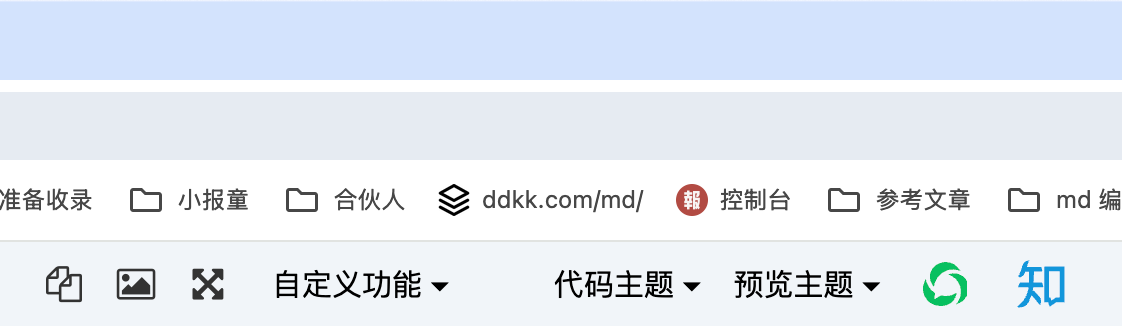 准备收录 小报童 合伙人 ddkk.com/md/ 報 控制台 参考文章 md 编
自定义功能 代码主题 预览主题 知